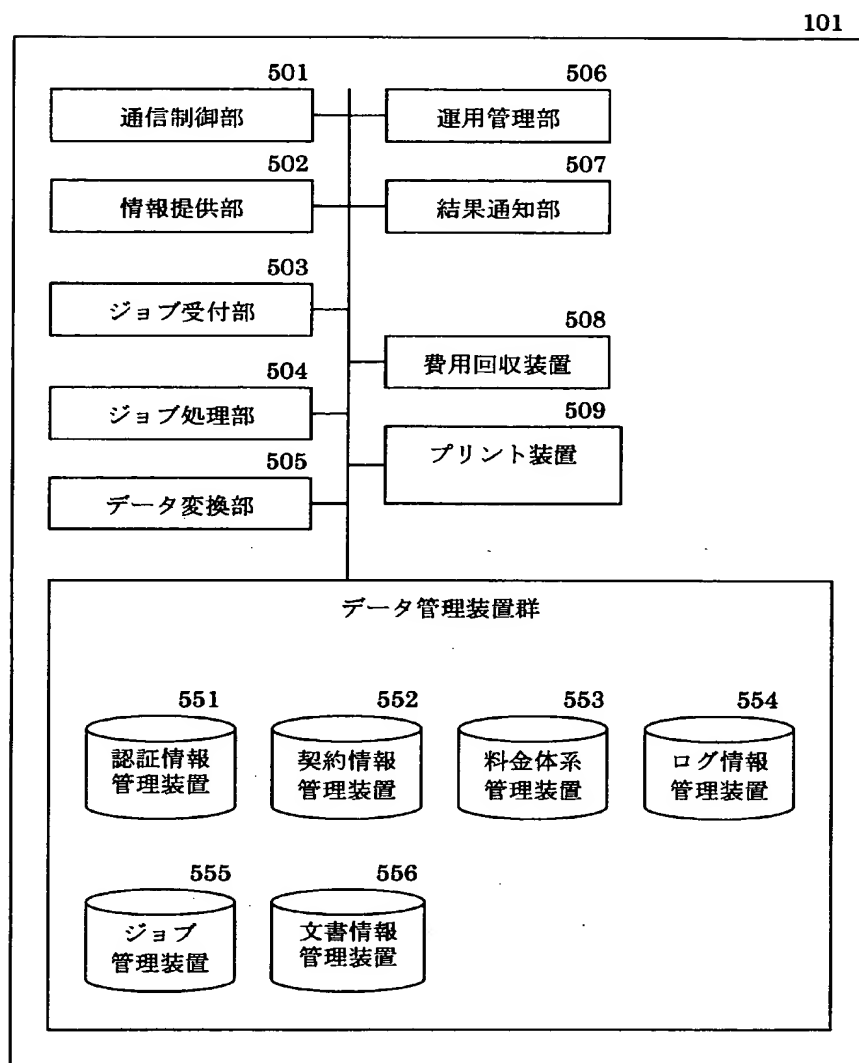 101
501
通信制御部
506
運用管理部
502
情報提供部
507
結果通知部
503
ジョブ受付部
508
費用回収装置
504
ジョブ処理部
509
プリント装置
505
データ変換部
データ管理装置群
551
認証情報
管理装置
552
契約情報
管理装置
553
料金体系
管理装置
554
ログ情報
管理装置
555
ジョブ
管理装置
556
文書情報
管理装置